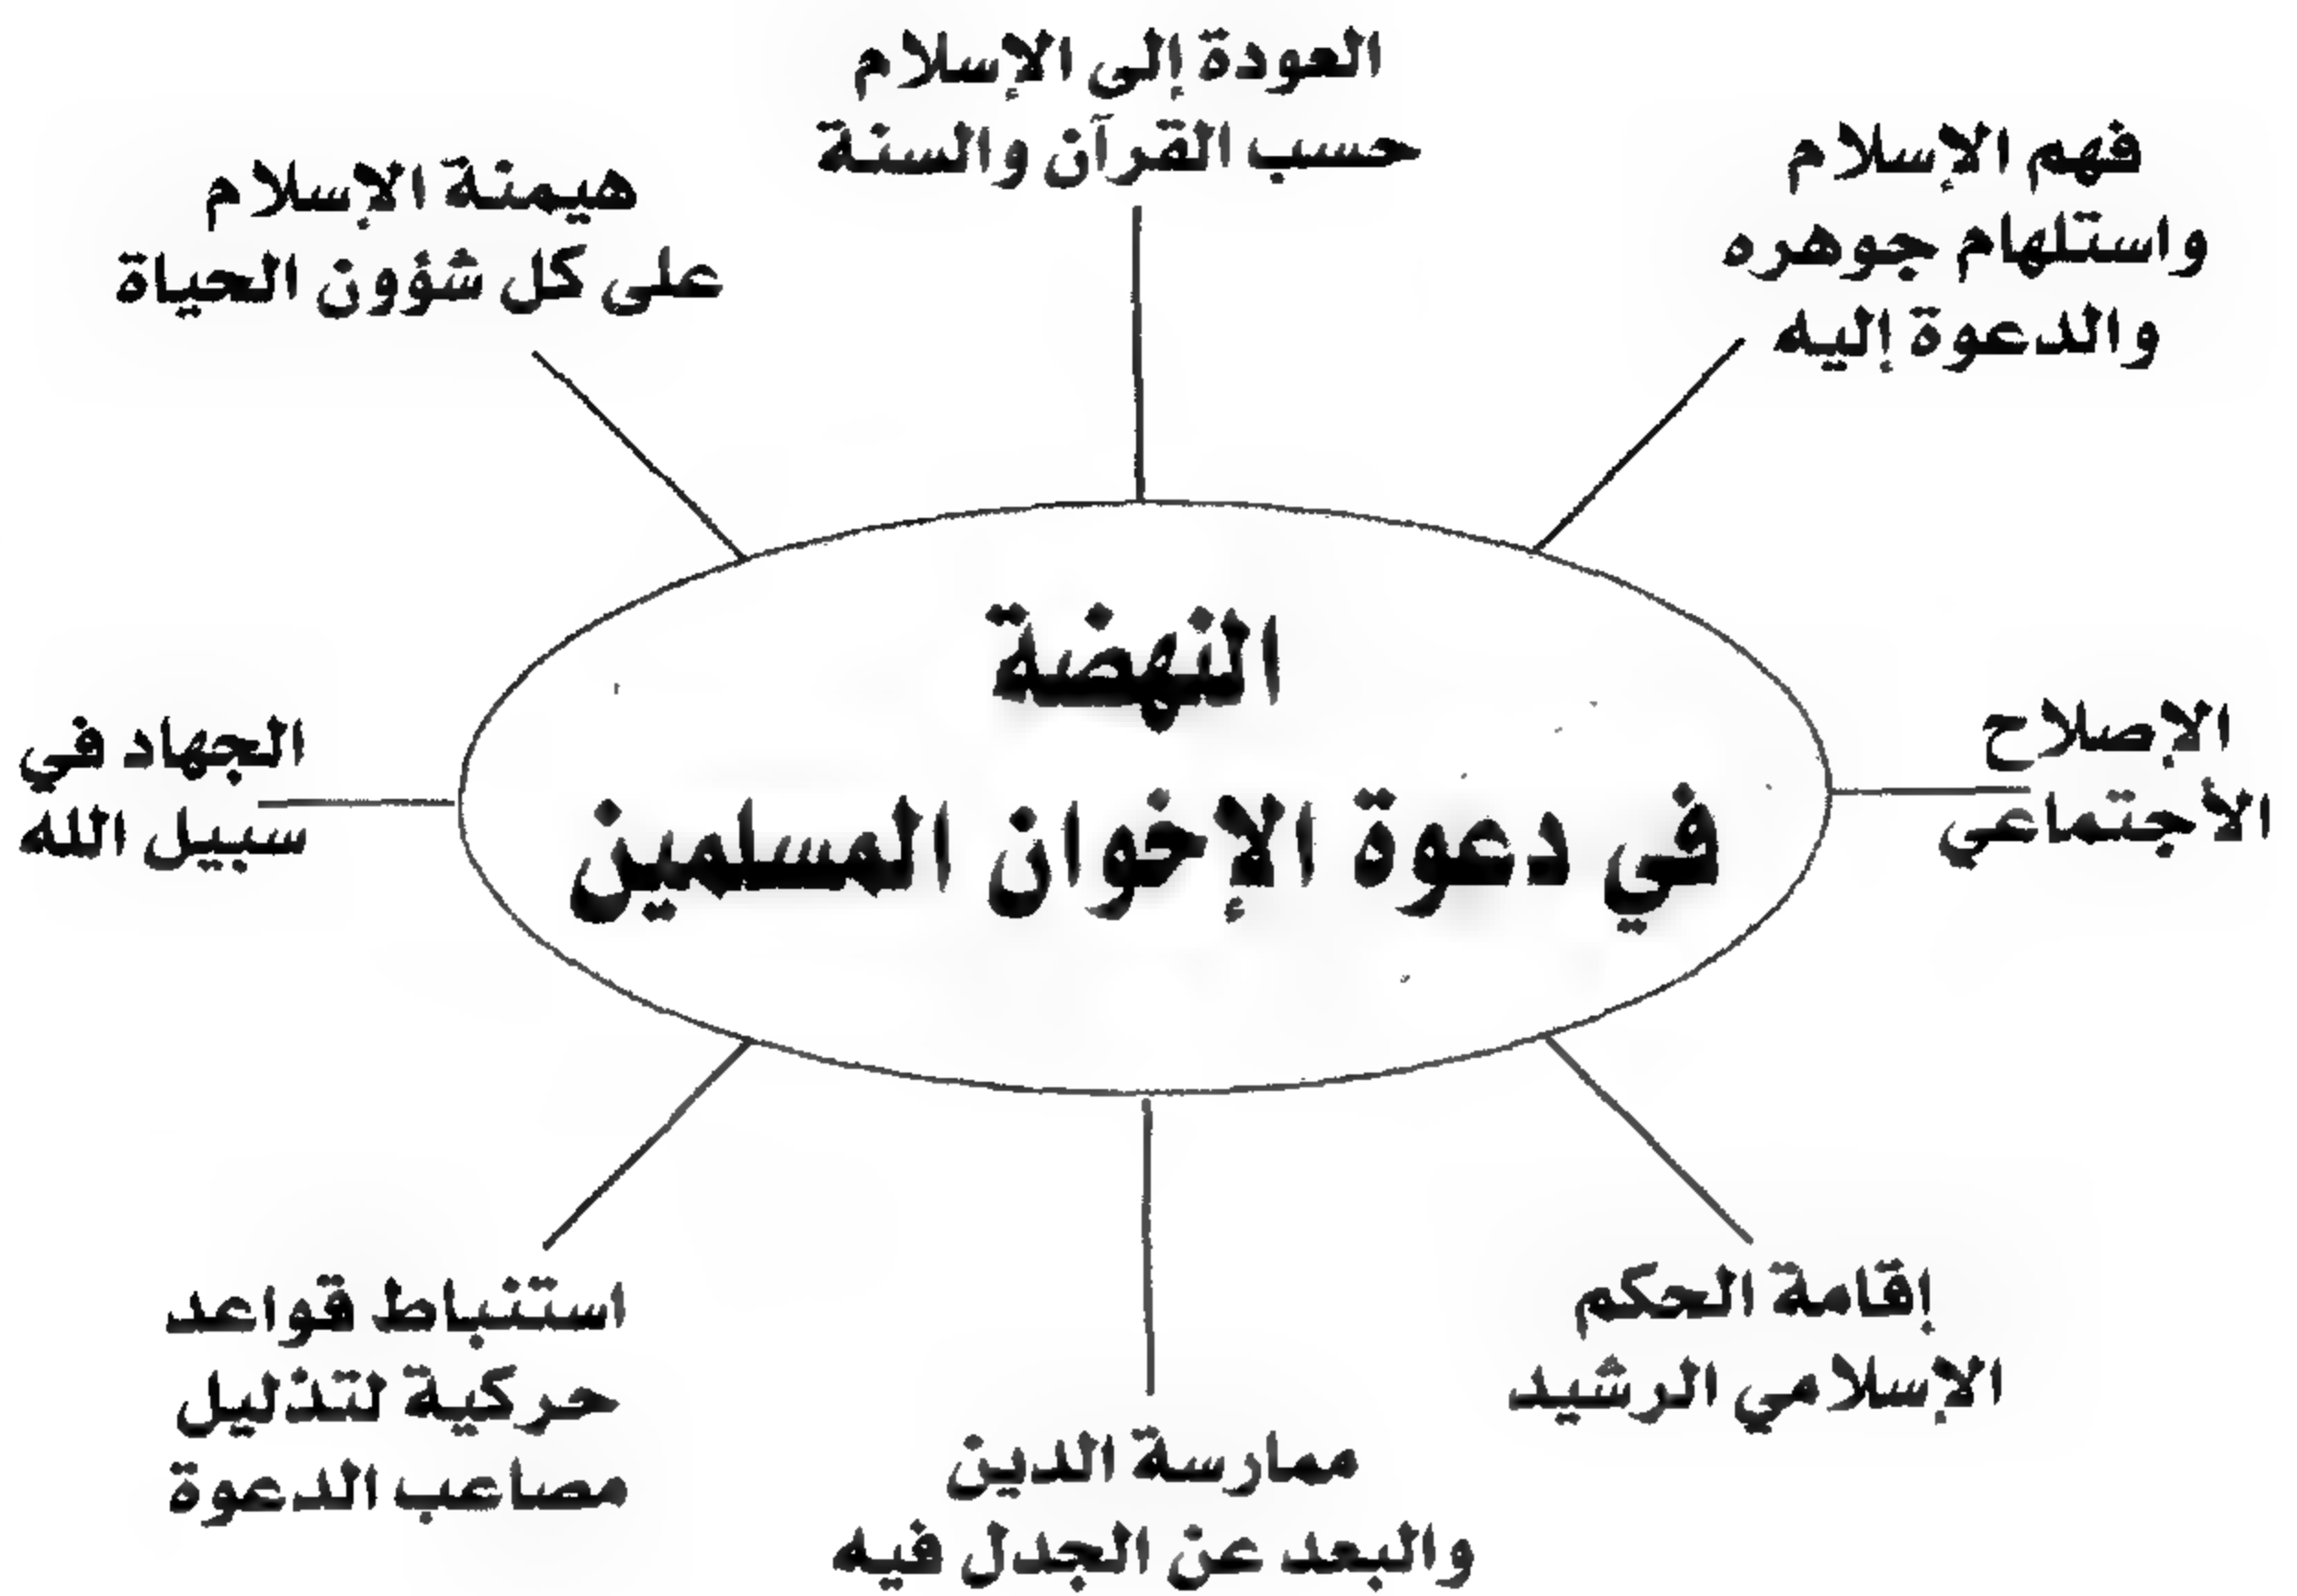 العودة إلى الإسلام
حسب القرآن والسنة
فهم الإسلام
واستلهام جوهره
والدعوة إليه
هيمنة الإسلام
على كل شؤون الحياة
النهضة
في دعوة الإخوان المسلمين
الإصلاح
الأجتماعي
الجهاد في
سبيل الله
إقامة الحكم
الإسلامي الرشيد
ممارسة الدين
والبعد عن الجدل فيه
استنباط قواعد
حركية لتذليل
مصاعب الدعوة